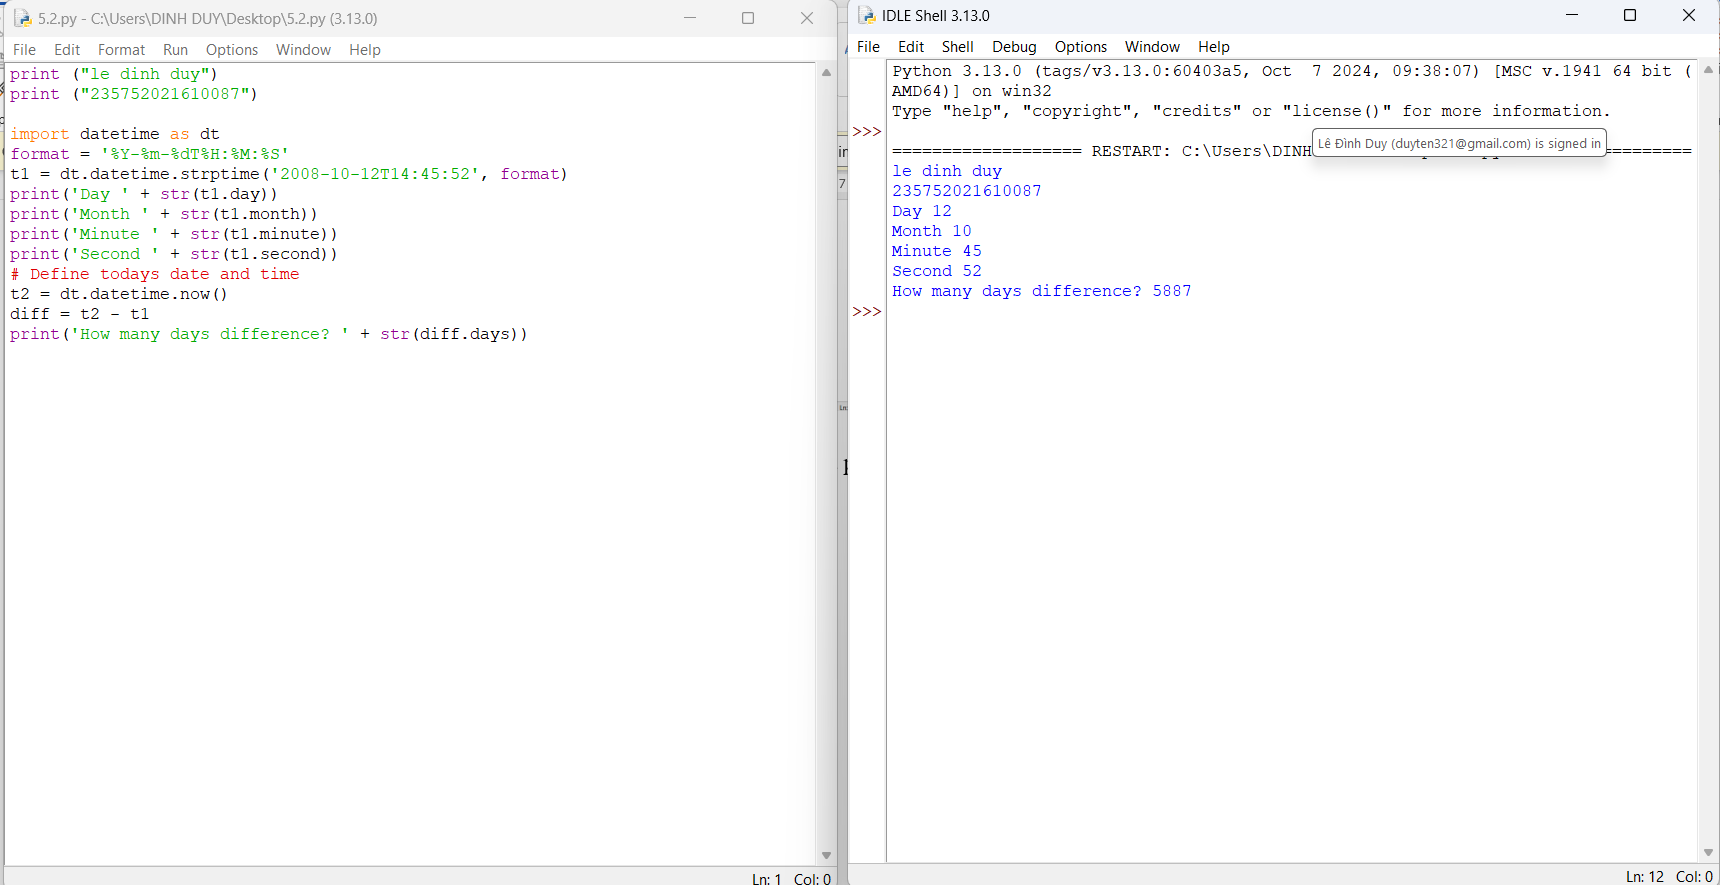 5.2.py - C:\Users\DINH DUY\Desktop\5.2.py (3.13.0)
File Edit Format Run Options Window Help
print ("le dinh duy")
print ("235752021610087")
import datetime as dt
format = '%Y-%m-%dT%H:%M:%S'
t1 = dt.datetime.strptime('2008-10-12T14:45:52', format)
print('Day ' + str(t1.day))
print('Month ' + str(t1.month))
print('Minute ' + str(t1.minute))
print('Second ' + str(t1.second))
# Define todays date and time
t2 = dt.datetime.now()
diff = t2 - t1
print('How many days difference? ' + str(diff.days))
Ln: 1 Col: 0
IDLE Shell 3.13.0
File Edit Shell Debug Options Window Help
Python 3.13.0 (tags/v3.13.0:60403a5, Oct  7 2024, 09:38:07) [MSC v.1941 64 bit (
AMD64)] on win32
Type "help", "copyright", "credits" or "license()" for more information.
>>>
Lê Đình Duy (duyten321@gmail.com) is signed in
=================== RESTART: C:\Users\DINH =========
le dinh duy
235752021610087
Day 12
Month 10
Minute 45
Second 52
How many days difference? 5887
>>>
Ln: 12 Col: 0